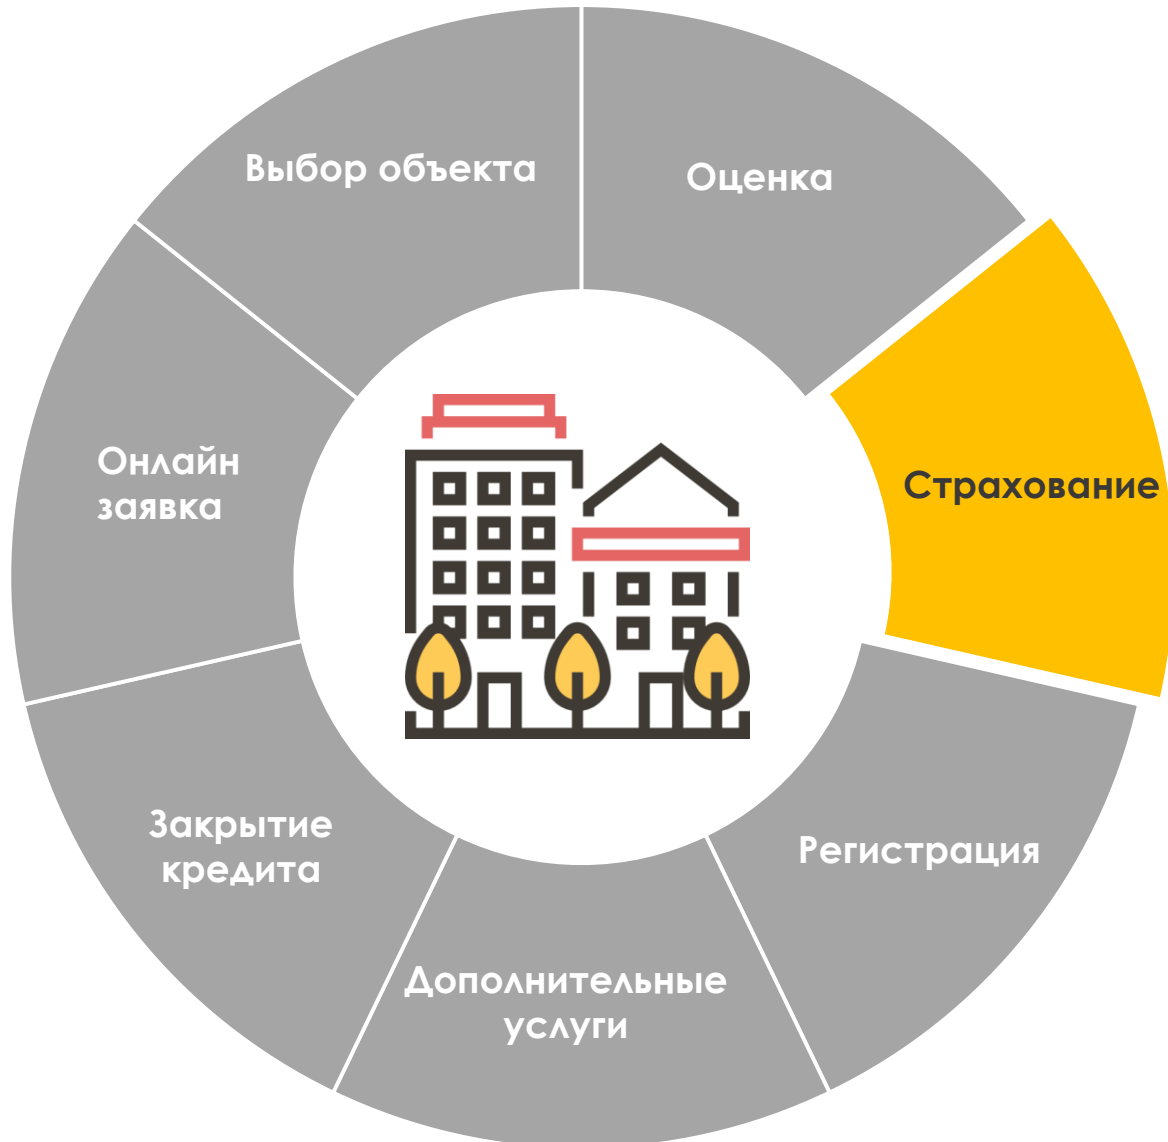 Выбор объекта
Оценка
Онлайн
заявка
Страхование
Закрытие
кредита
Регистрация
Дополнительные
услуги